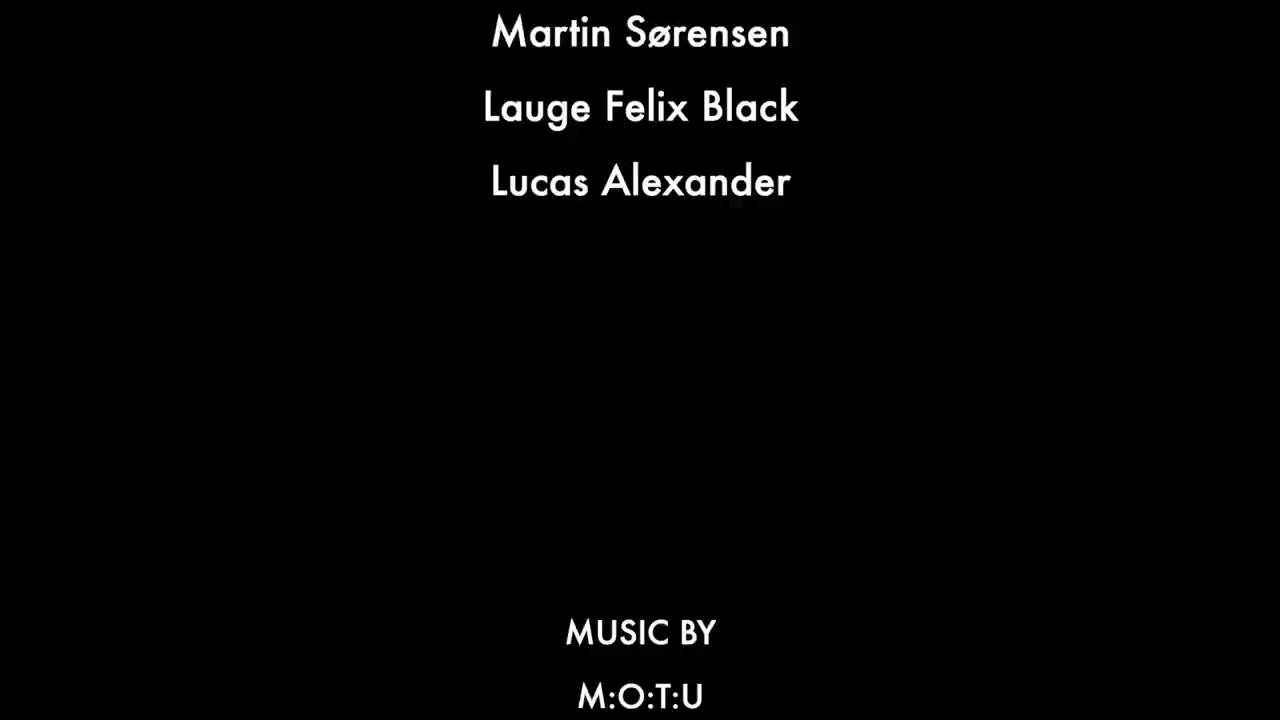 Martin Sørensen
Lauge Felix Black
Lucas Alexander
MUSIC BY
M:O:T:U